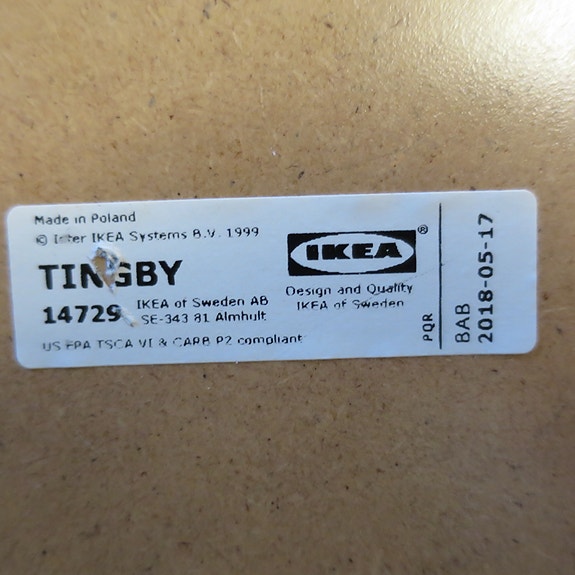 Made in Poland
© Inter IKEA Systems B.V. 1999
TINGBY
14729
IKEA of Sweden AB
SE-343 81 Älmhult
US EPA TSCA VI & CARB P2 compliant
IKEA®
Design and Quality
IKEA of Sweden
PQR
BAB
2018-05-17